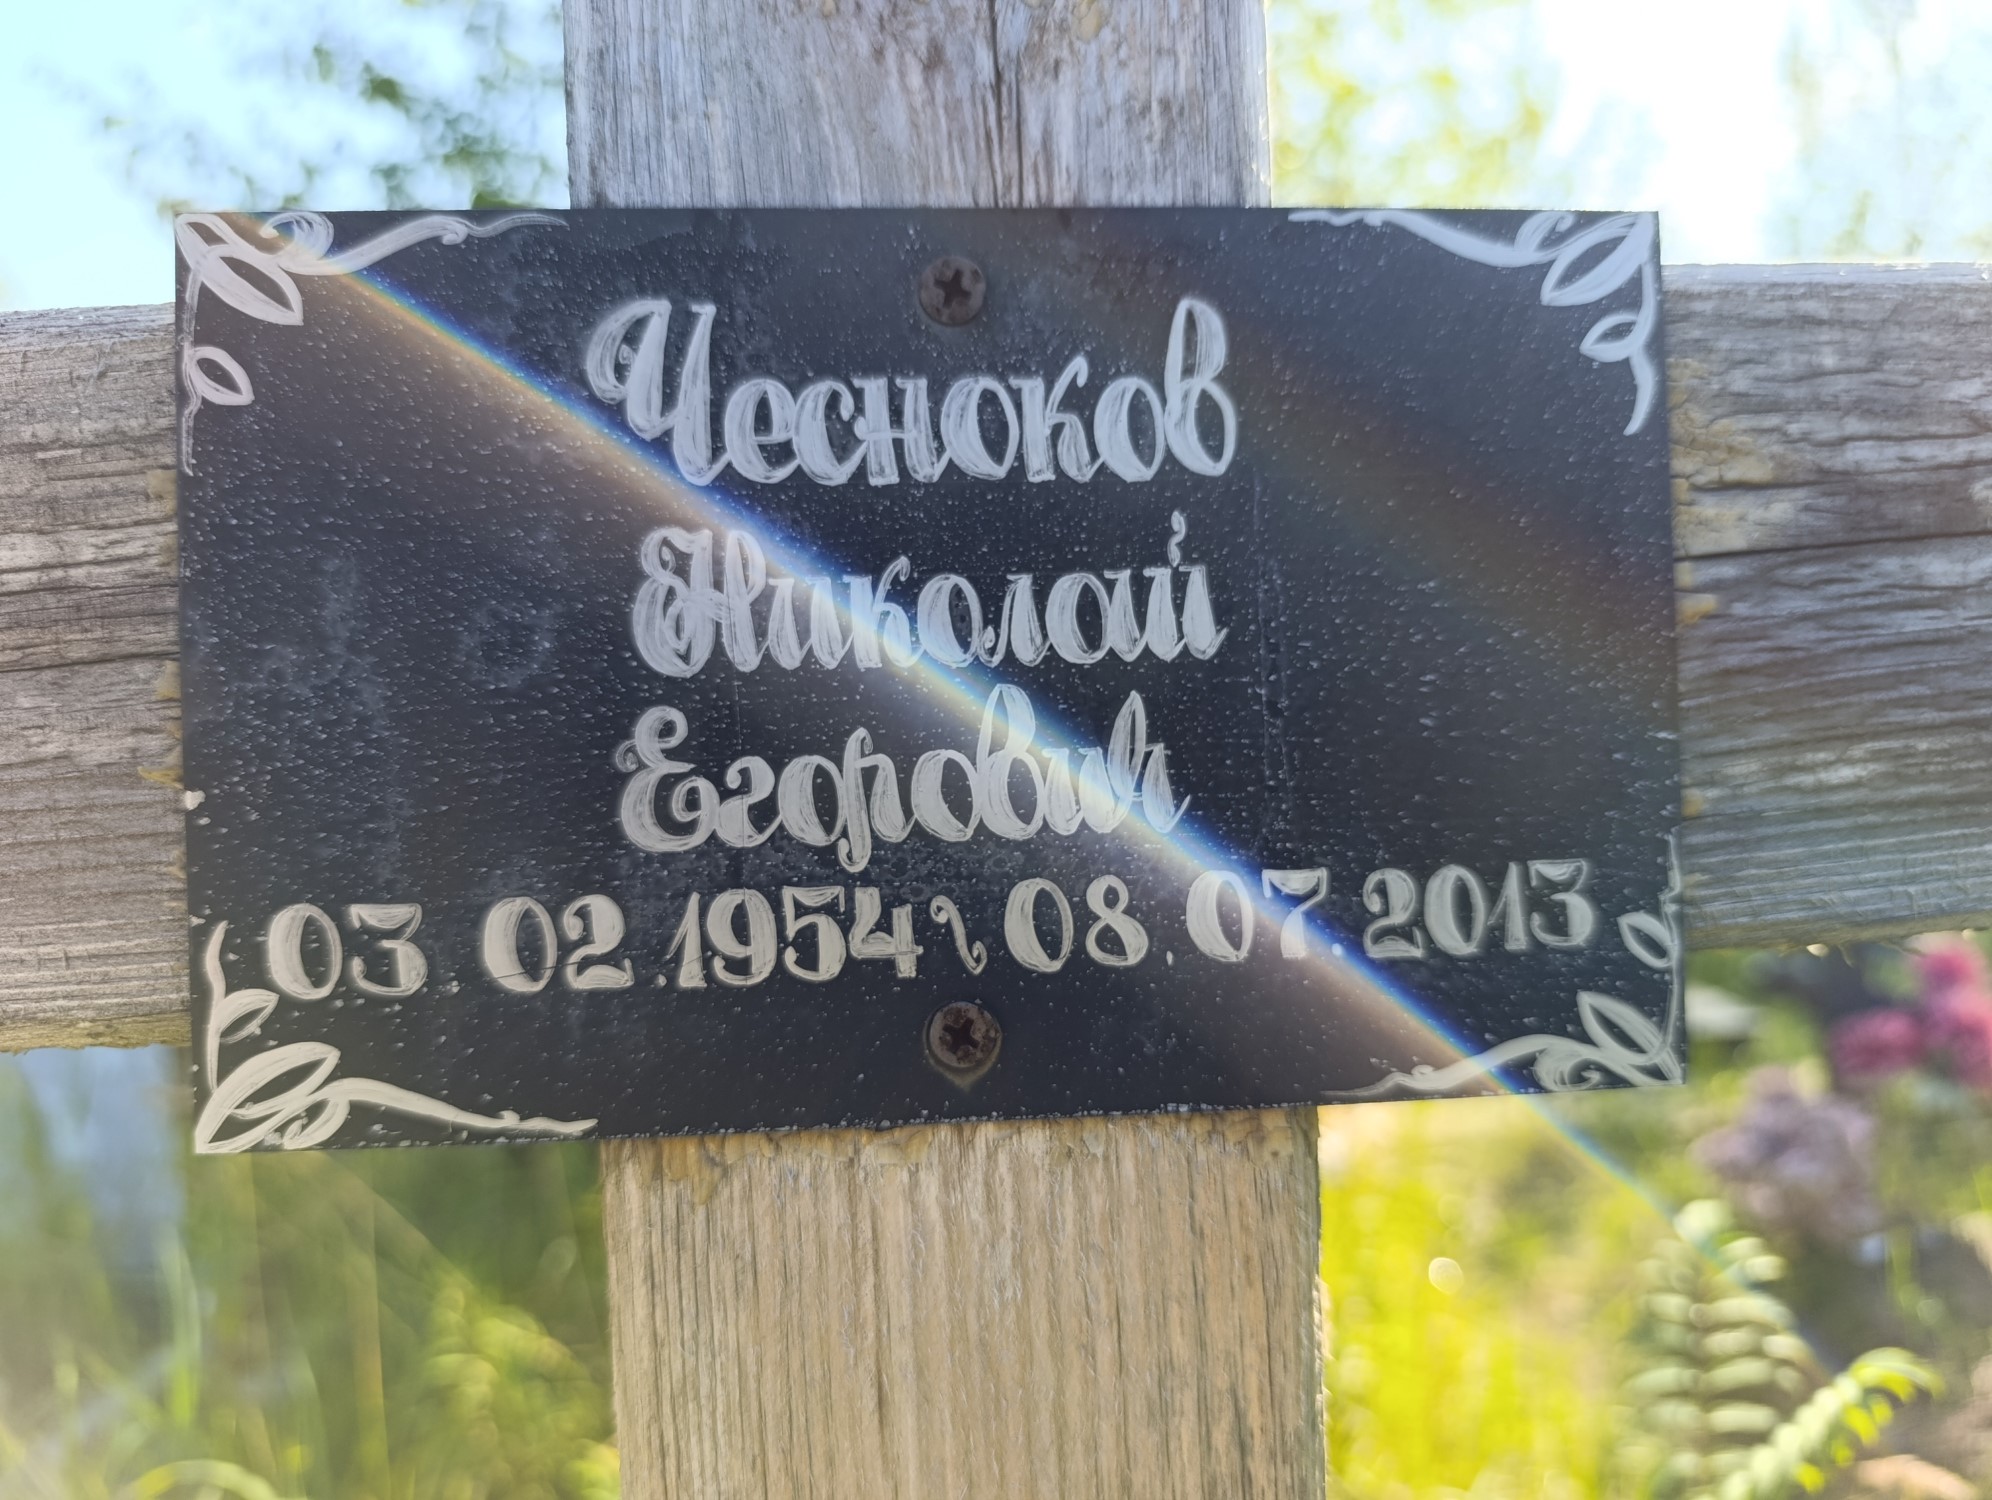 Чесноков
Николай
Егорович
03 02.1954 ~ 08.07.2013